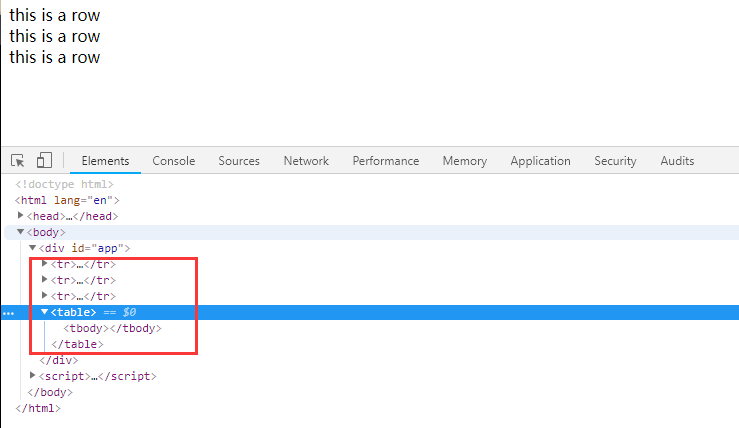 this is a row
this is a row
this is a row
Elements Console Sources Network Performance Memory Application Security Audits
<!doctype html>
<html lang="en">
<head>…</head>
<body>
<div id="app">
<tr>…</tr>
<tr>…</tr>
<tr>…</tr>
… <table> == $0
<tbody></tbody>
</table>
</div>
<script>…</script>
</body>
</html>